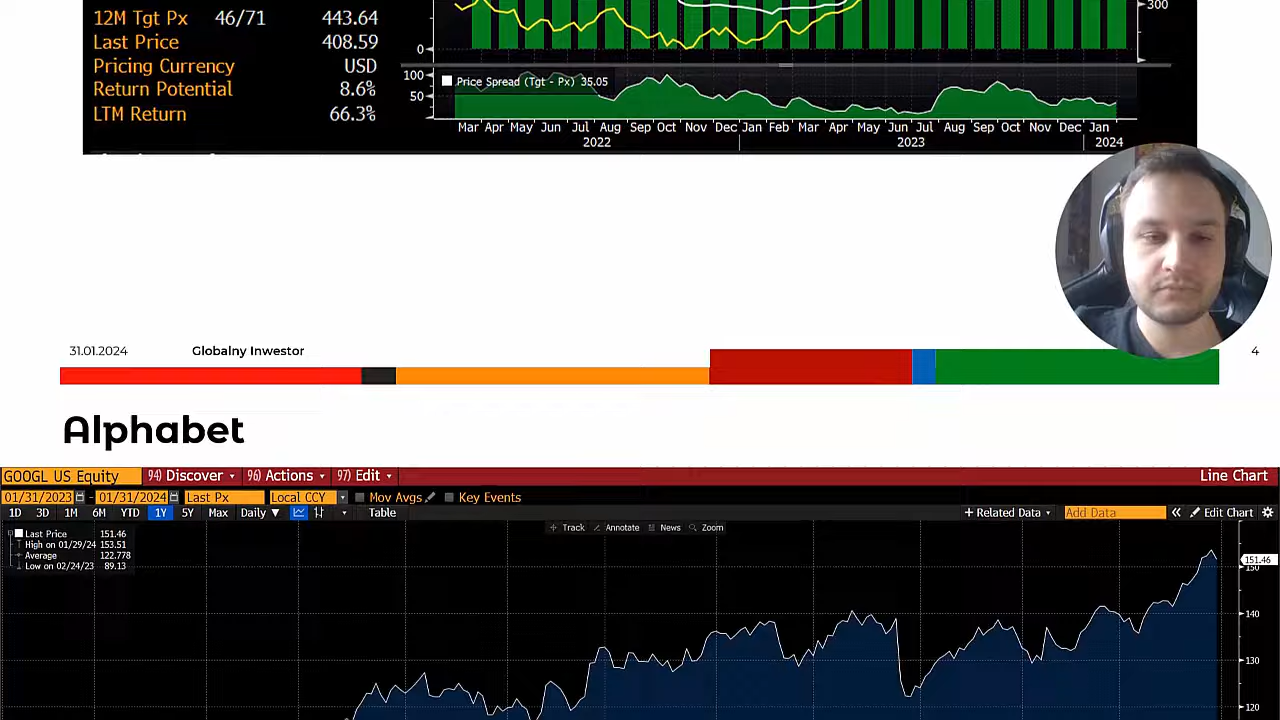 12M Tgt Px 46/71 443.64
Last Price 408.59
Pricing Currency USD
Return Potential 8.6%
LTM Return 66.3%
300
0
100
50
Price Spread (Tgt - Px) 35.05
Mar Apr May Jun Jul Aug Sep Oct Nov Dec Jan Feb Mar Apr May Jun Jul Aug Sep Oct Nov Dec Jan
2022 2023 2024
31.01.2024 Globalny Inwestor 4
Alphabet
GOOGL US Equity 94) Discover 96) Actions 97) Edit Line Chart
01/31/2023 - 01/31/2024 Last Px Local CCY Mov Avgs Key Events
1D 3D 1M 6M YTD 1Y 5Y Max Daily Table + Related Data Add Data « Edit Chart
Track Annotate News Zoom
Last Price 151.46
High on 01/29/24 153.51
Average 122.778
Low on 02/24/23 89.13
151.46
150
140
130
120